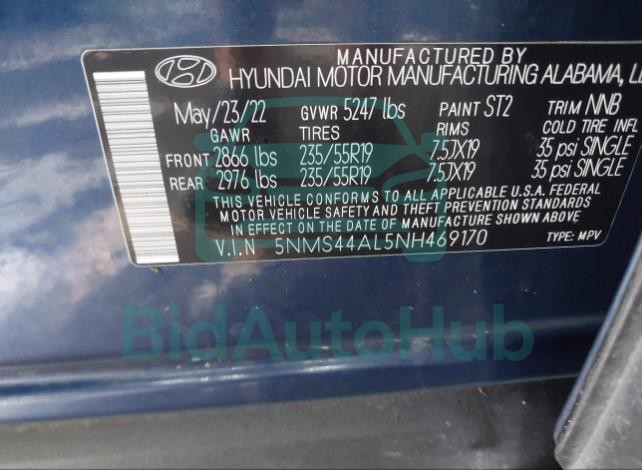 MANUFACTURED BY
HYUNDAI MOTOR MANUFACTURING ALABAMA,
May/23/22 GVWR 5247 lbs PAINT ST2 TRIM NNB
GAWR TIRES RIMS COLD TIRE INFL
FRONT 2866 lbs 235/55R19 7.5JX19 35 psi SINGLE
REAR 2976 lbs 235/55R19 7.5JX19 35 psi SINGLE
THIS VEHICLE CONFORMS TO ALL APPLICABLE U.S.A. FEDERAL
MOTOR VEHICLE SAFETY AND THEFT PREVENTION STANDARDS
IN EFFECT ON THE DATE OF MANUFACTURE SHOWN ABOVE
V.I.N 5NMS44AL5NH469170 TYPE: MPV
BidAutoHub